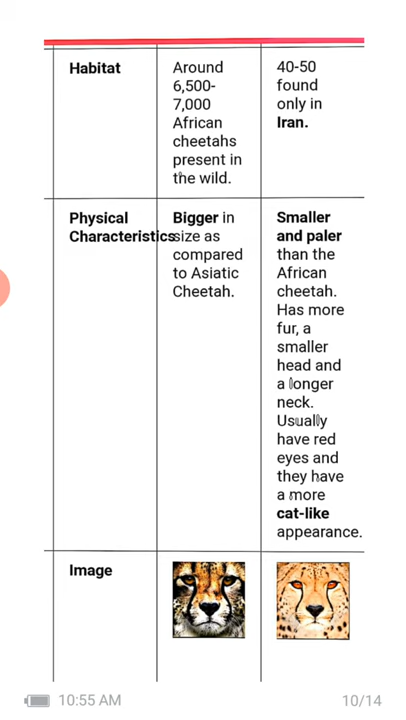 Habitat
Around
6,500-
7,000
African
cheetahs
present in
the wild.
40-50
found
only in
Iran.
Physical
Characteristics
Bigger in
size as
compared
to Asiatic
Cheetah.
Smaller
and paler
than the
African
cheetah.
Has more
fur, a
smaller
head and
a longer
neck.
Usually
have red
eyes and
they have
a more
cat-like
appearance.
Image
10:55 AM
10/14